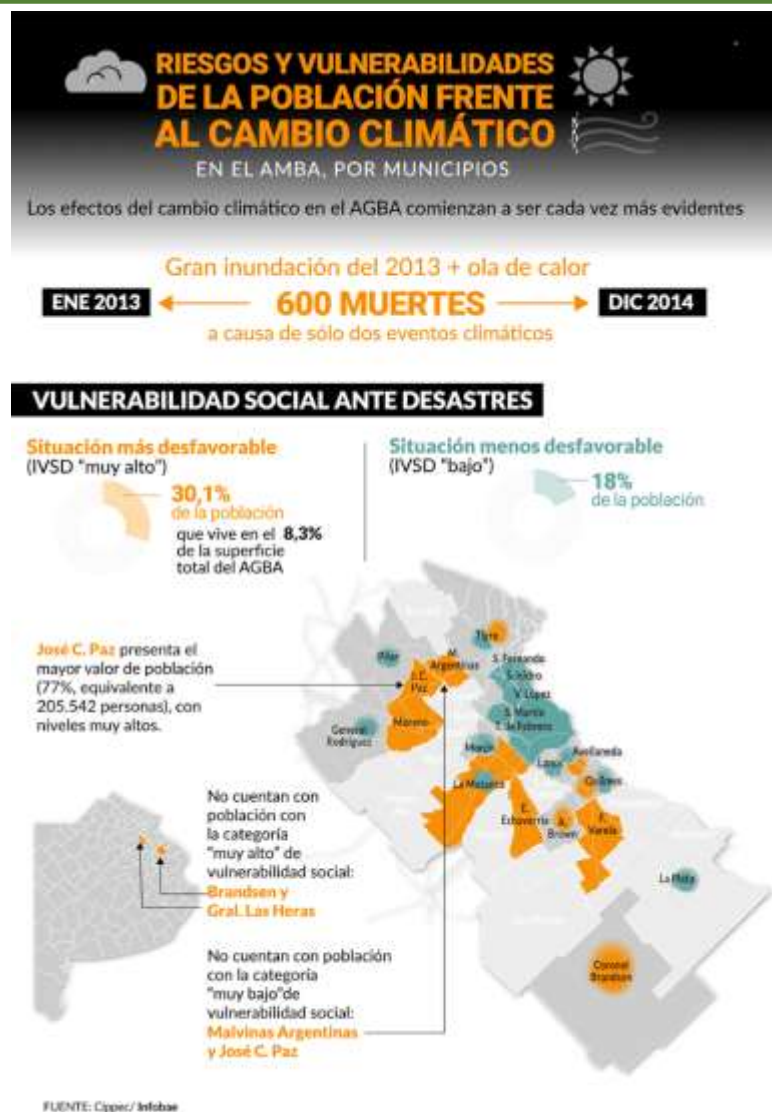 RIESGOS Y VULNERABILIDADES
DE LA POBLACIÓN FRENTE
AL CAMBIO CLIMÁTICO
EN EL AMBA, POR MUNICIPIOS
Los efectos del cambio climático en el AGBA comienzan a ser cada vez más evidentes
Gran inundación del 2013 + ola de calor
ENE 2013
600 MUERTES
DIC 2014
a causa de sólo dos eventos climáticos
VULNERABILIDAD SOCIAL ANTE DESASTRES
Situación más desfavorable
(IVSD "muy alto")
30,1%
de la población
que vive en el 8,3%
de la superficie
total del AGBA
Situación menos desfavorable
(IVSD "bajo")
18%
de la población
José C. Paz presenta el
mayor valor de población
(77%, equivalente a
205.542 personas), con
niveles muy altos.
Tigre
Pilar
M.
Argentinas
S. Fernando
S. Isidro
J.C.
Paz
V. López
S. Martín
T. de Febrero
Moreno
General
Rodríguez
Morón
Avellaneda
Lanús
La Matanza
Quilmes
E.
Echeverría
A.
Brown
F.
Varela
La Plata
Coronel
Brandsen
No cuentan con
población con
la categoría
"muy alto" de
vulnerabilidad social:
Brandsen y
Gral. Las Heras
No cuentan con población
con la categoría
"muy bajo"de
vulnerabilidad social:
Malvinas Argentinas
y José C. Paz
FUENTE: Cippec/ Infobae